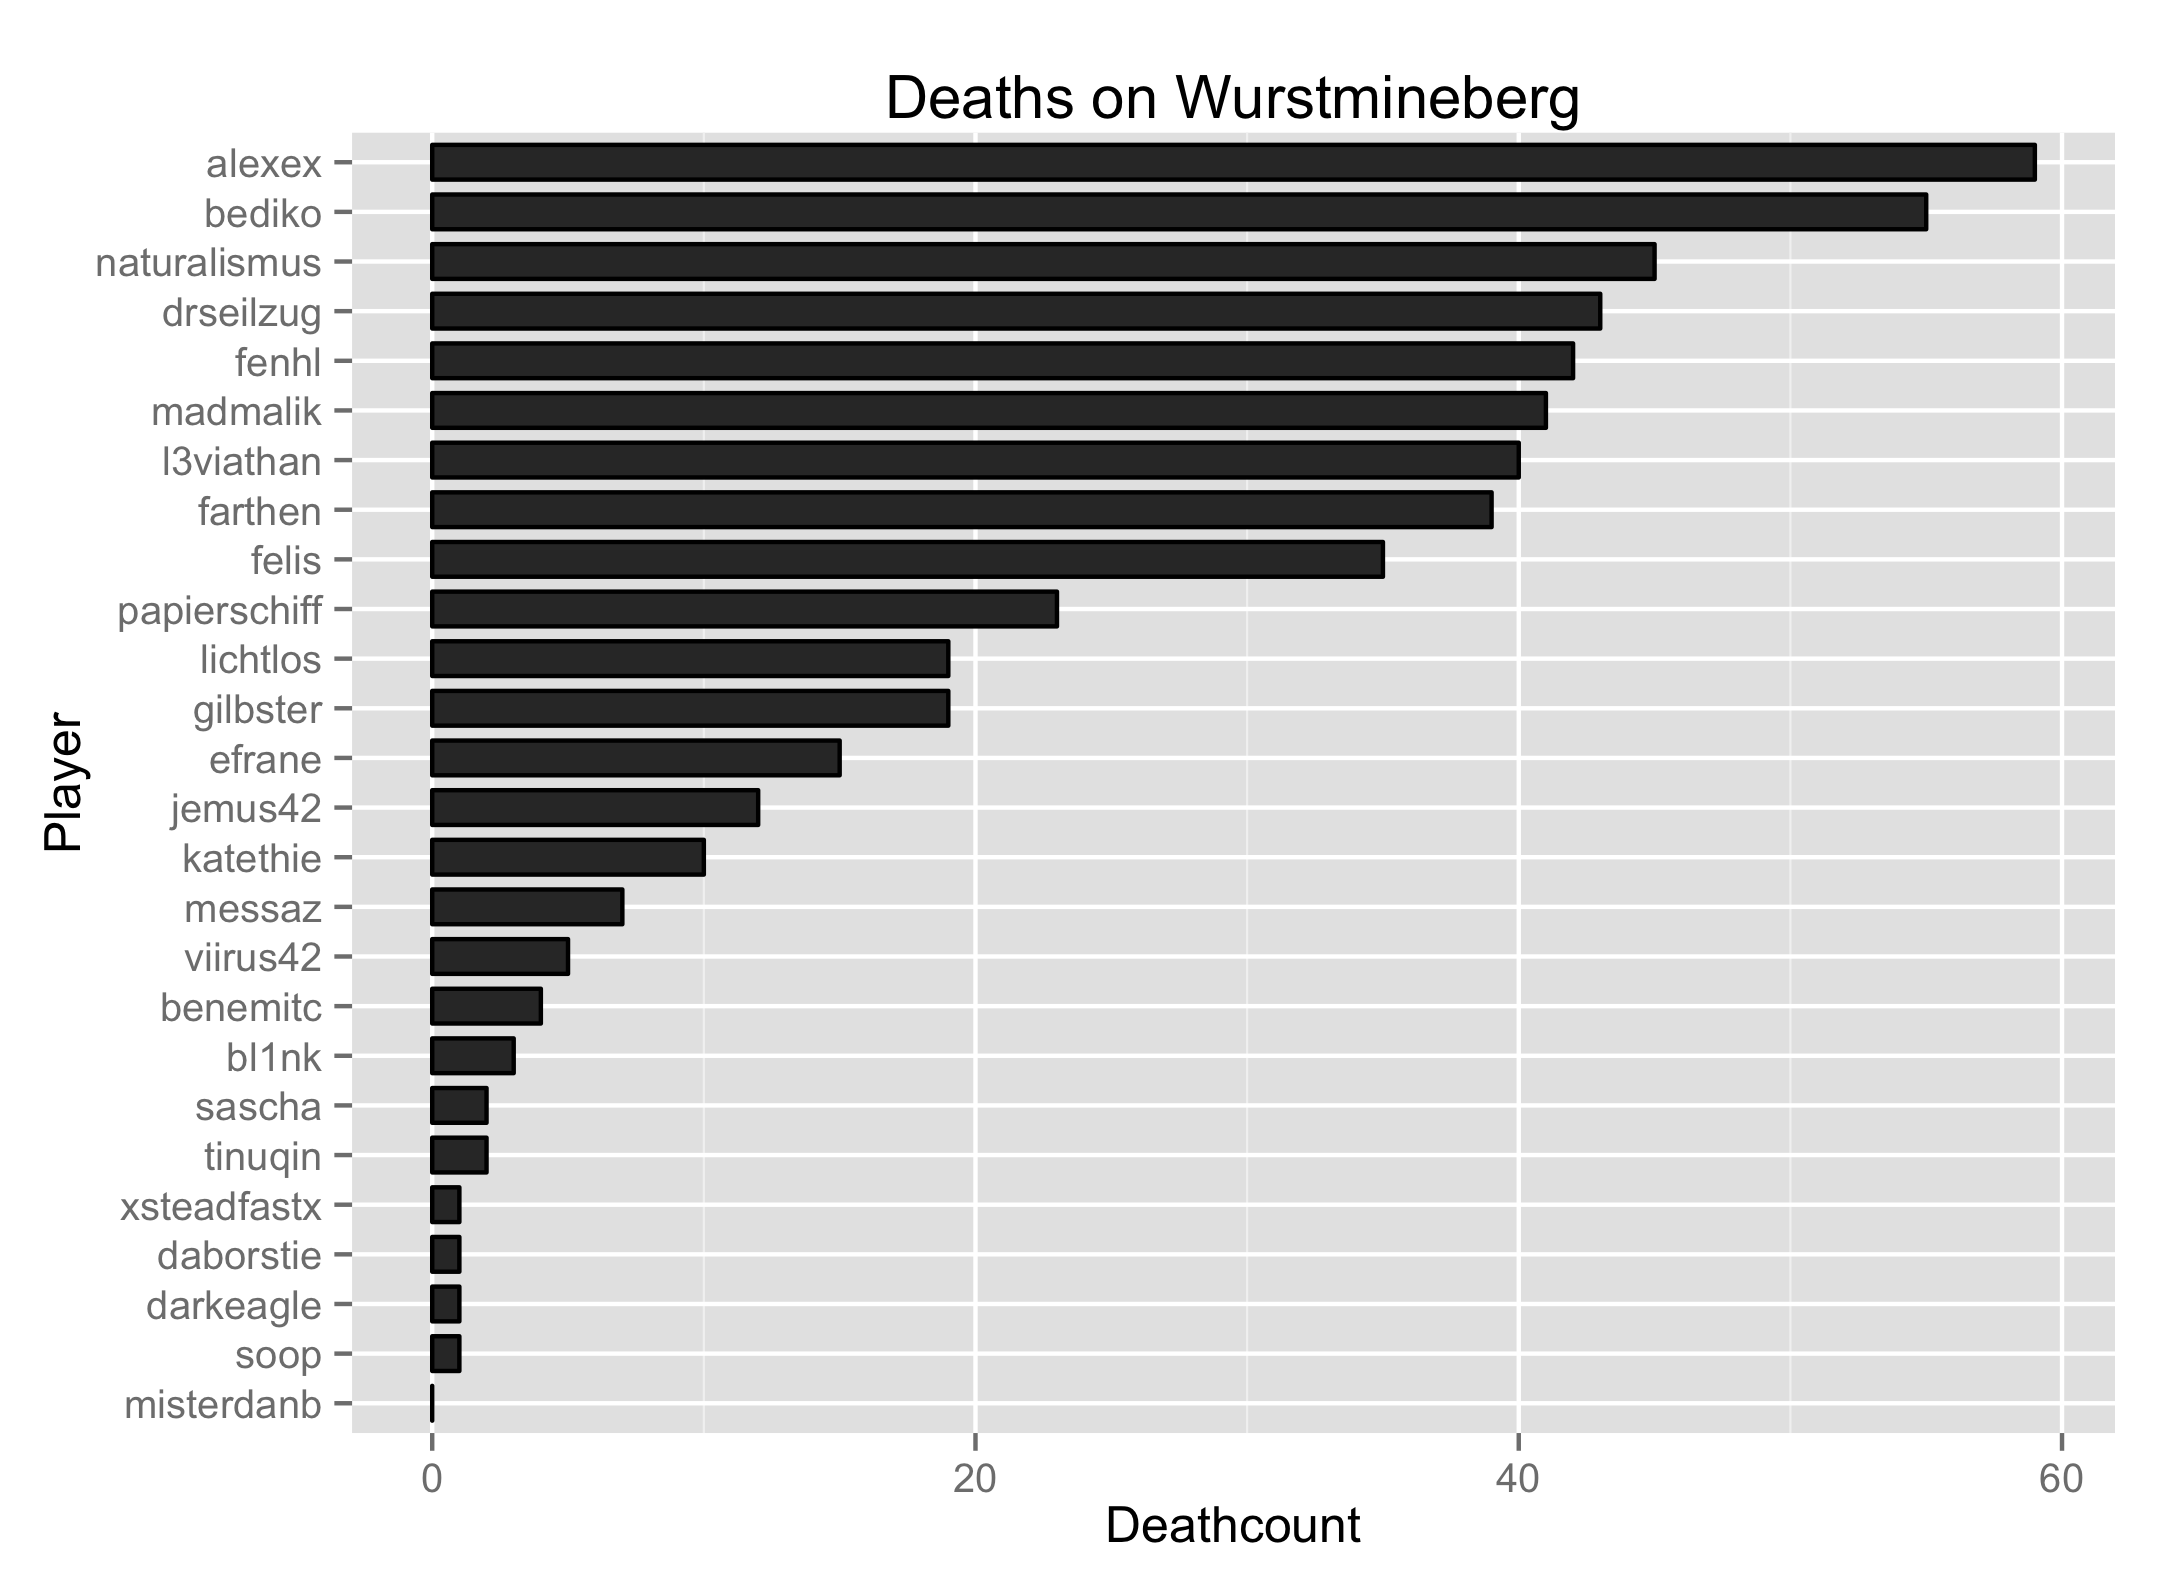 Deaths on Wurstmineberg
alexex
bediko
naturalismus
drseilzug
fenhl
madmalik
l3viathan
farthen
felis
papierschiff
lichtlos
gilbster
efrane
jemus42
katethie
messaz
viirus42
benemitc
bl1nk
sascha
tinuqin
xsteadfastx
daborstie
darkeagle
soop
misterdanb
Player
0 20 40 60
Deathcount